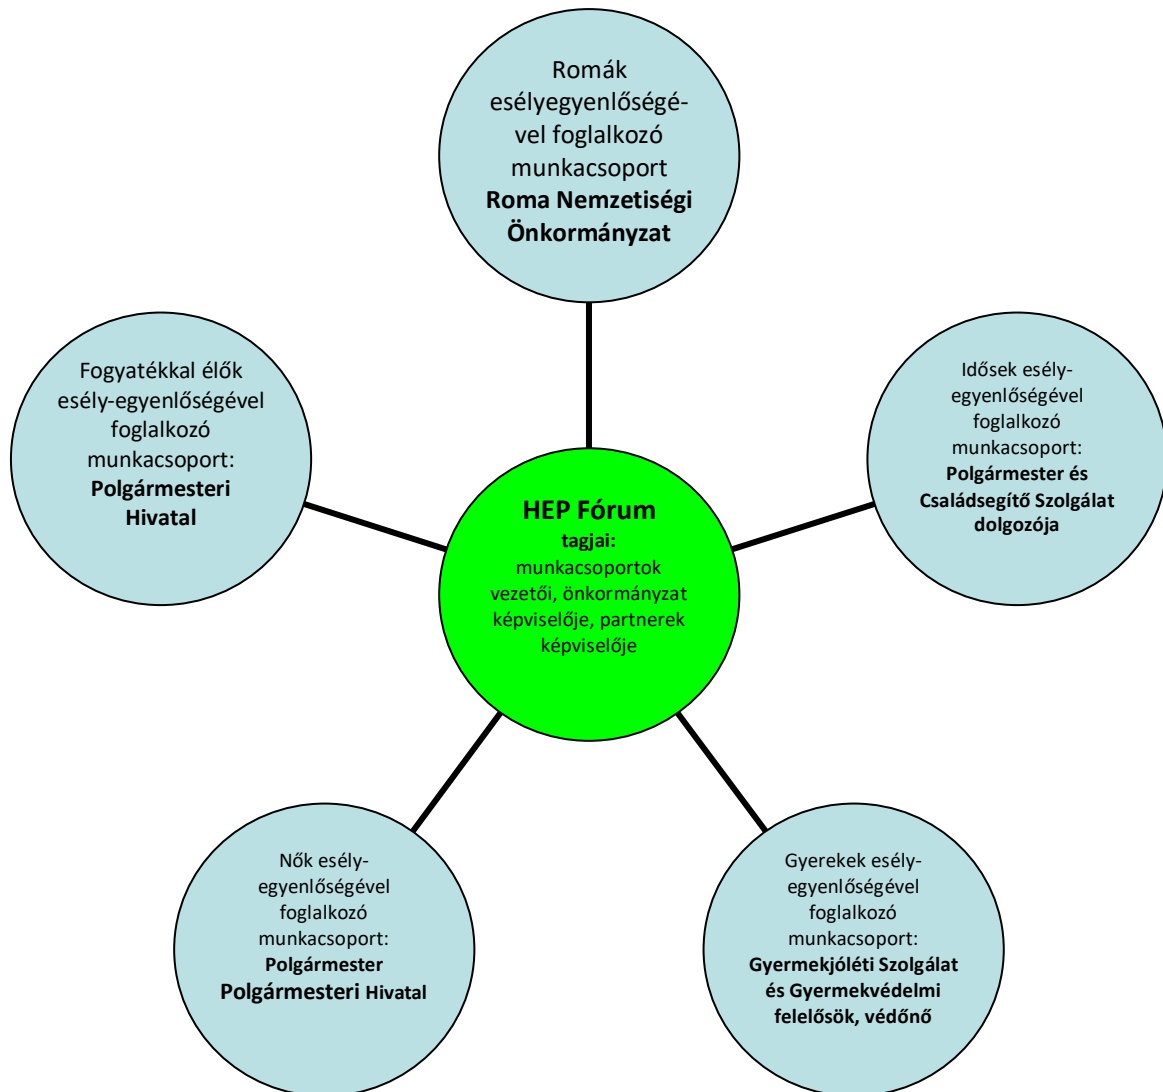 Romák
esélyegyenlőségé-
vel foglalkozó
munkacsoport
Roma Nemzetiségi
Önkormányzat
Fogyatékkal élők
esély-egyenlőségével
foglalkozó
munkacsoport:
Polgármesteri
Hivatal
Idősek esély-
egyenlőségével
foglalkozó
munkacsoport:
Polgármester és
Családsegítő Szolgálat
dolgozója
HEP Fórum
tagjai:
munkacsoportok
vezetői, önkormányzat
képviselője, partnerek
képviselője
Nők esély-
egyenlőségével
foglalkozó
munkacsoport:
Polgármester
Polgármesteri Hivatal
Gyerekek esély-
egyenlőségével
foglalkozó
munkacsoport:
Gyermekjóléti Szolgálat
és Gyermekvédelmi
felelősök, védőnő